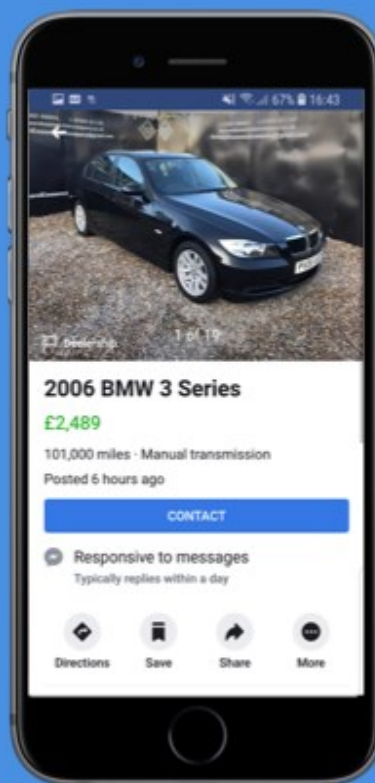 67% 16:43
Dealership
1 of 19
2006 BMW 3 Series
£2,489
101,000 miles · Manual transmission
Posted 6 hours ago
CONTACT
Responsive to messages
Typically replies within a day
Directions Save Share More